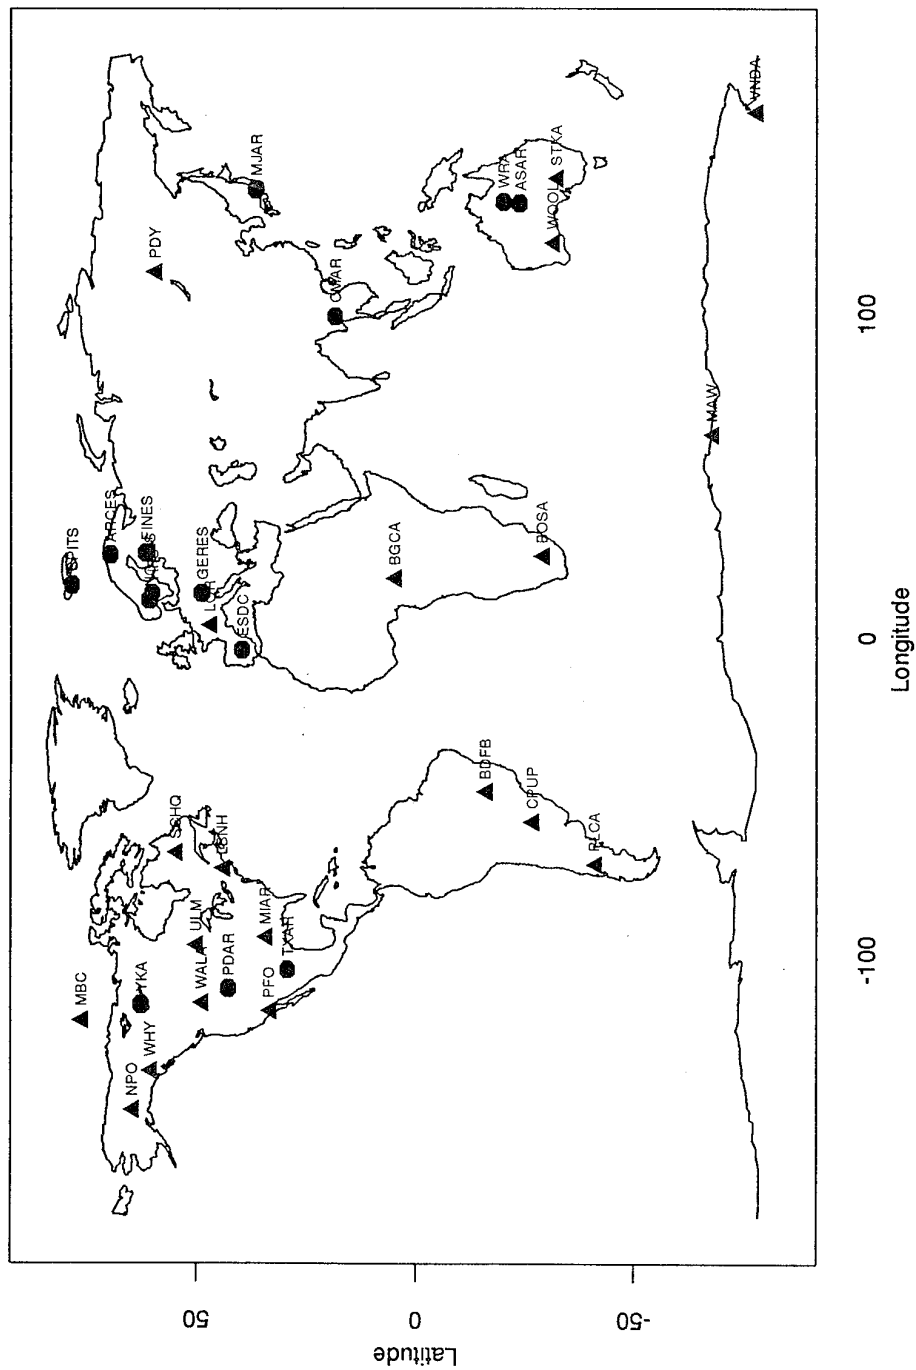 MBC
NPO
YKA
WHY
WALA
ULM
PDAR
PFO
TXAR
MIAR
SCHQ
LSNH
BDFB
CPUP
PLCA
SPITS
ARCES
FINES
GERES
ESDC
BGCA
BOSA
PDY
MJAR
CMAR
WRA
ASAR
WOOL
STKA
MAW
VNDA
50
0
-50
Latitude
-100
0
100
Longitude